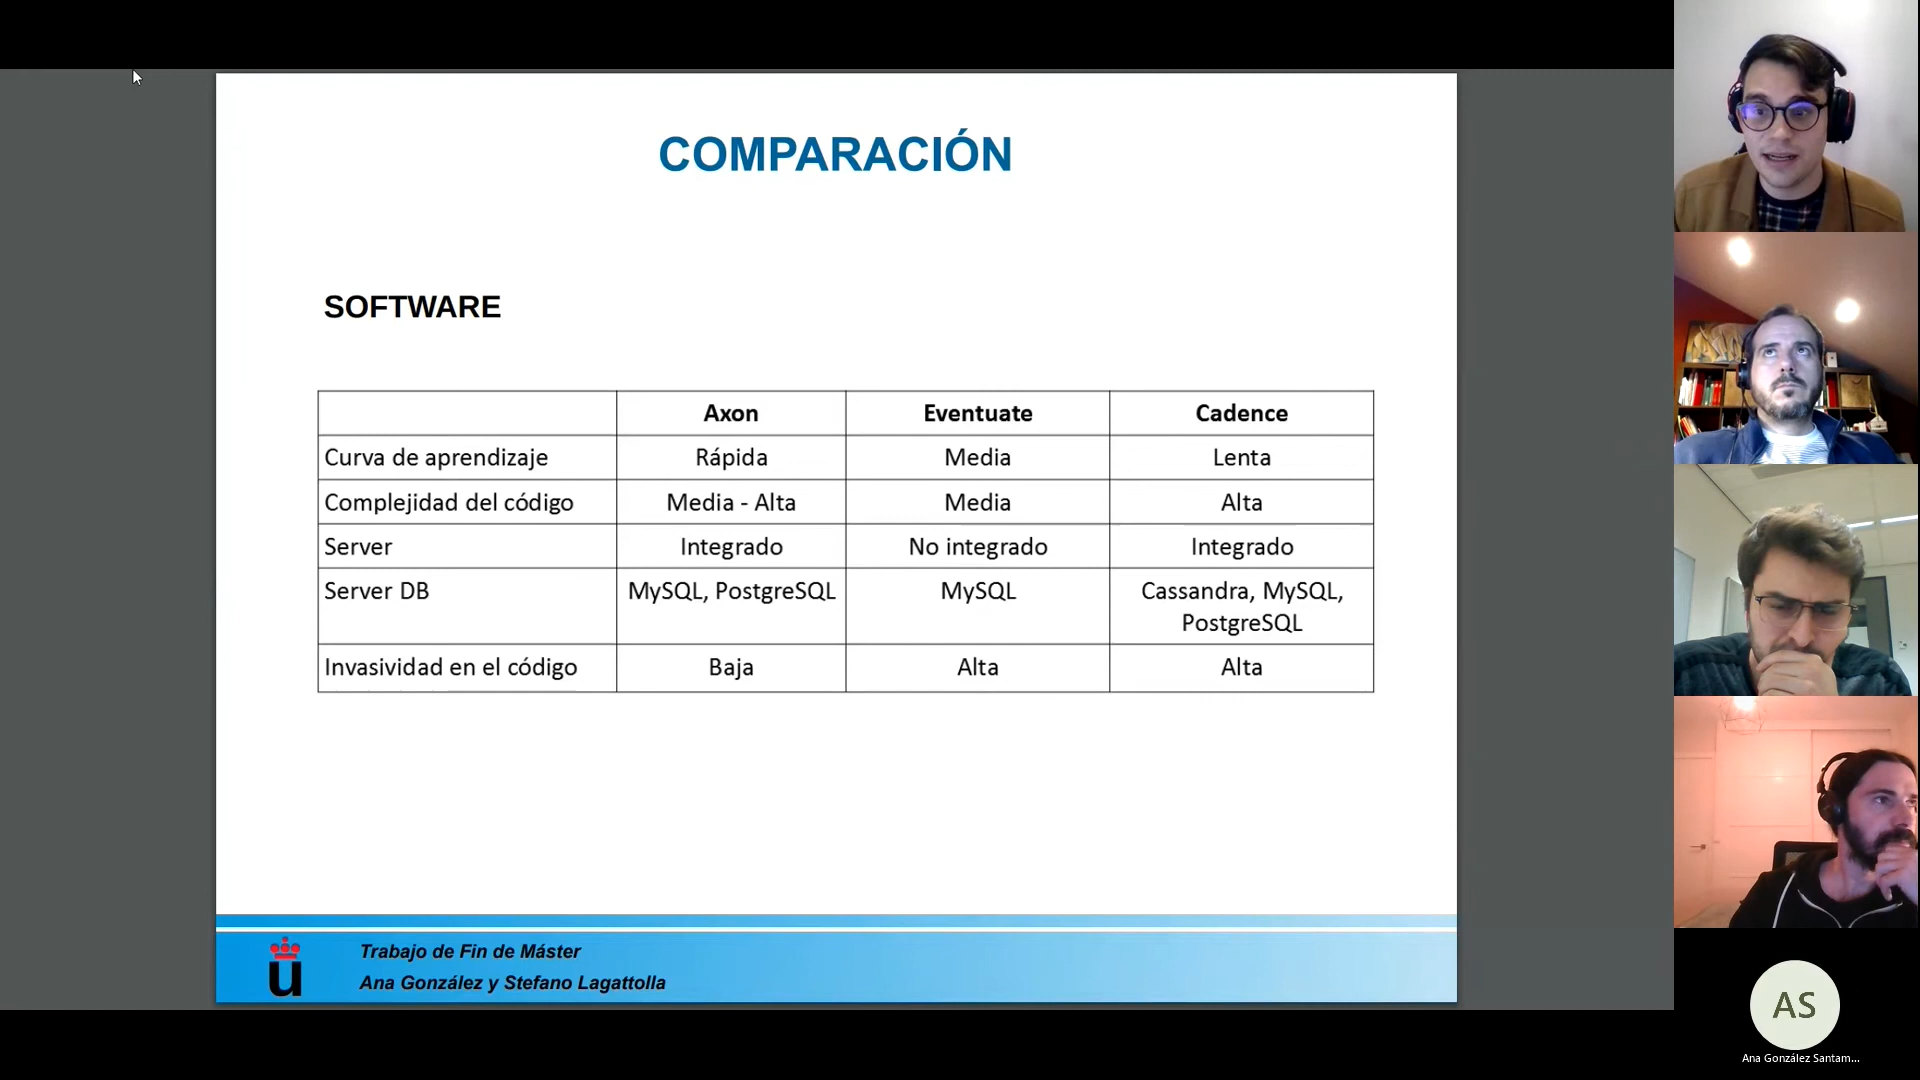 COMPARACIÓN
SOFTWARE
Axon Eventuate Cadence
Curva de aprendizaje Rápida Media Lenta
Complejidad del código Media - Alta Media Alta
Server Integrado No integrado Integrado
Server DB MySQL, PostgreSQL MySQL Cassandra, MySQL,
PostgreSQL
Invasividad en el código Baja Alta Alta
u
Trabajo de Fin de Máster
Ana González y Stefano Lagattolla
AS
Ana González Santam...